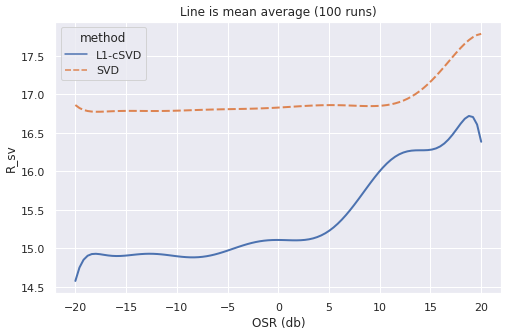 Line is mean average (100 runs)
method
L1-cSVD
SVD
17.5
17.0
16.5
16.0
15.5
15.0
14.5
R_sv
−20
−15
−10
−5
0
5
10
15
20
OSR (db)